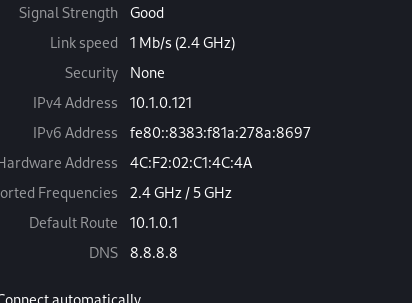 Signal Strength Good
Link speed 1 Mb/s (2.4 GHz)
Security None
IPv4 Address 10.1.0.121
IPv6 Address fe80::8383:f81a:278a:8697
Hardware Address 4C:F2:02:C1:4C:4A
orted Frequencies 2.4 GHz / 5 GHz
Default Route 10.1.0.1
DNS 8.8.8.8
Connect automatically